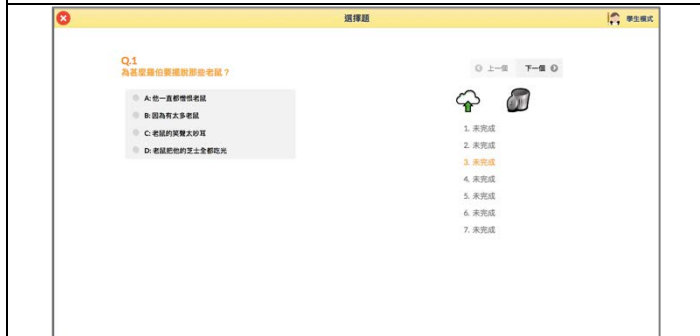 選擇題
學生模式
Q.1
為甚麼蘿伯要擺脫那些老鼠？
A: 他一直都憎恨老鼠
B: 因為有太多老鼠
C: 老鼠的笑聲太吵耳
D: 老鼠把他的芝士全都吃光
上一個 下一個
1. 未完成
2. 未完成
3. 未完成
4. 未完成
5. 未完成
6. 未完成
7. 未完成